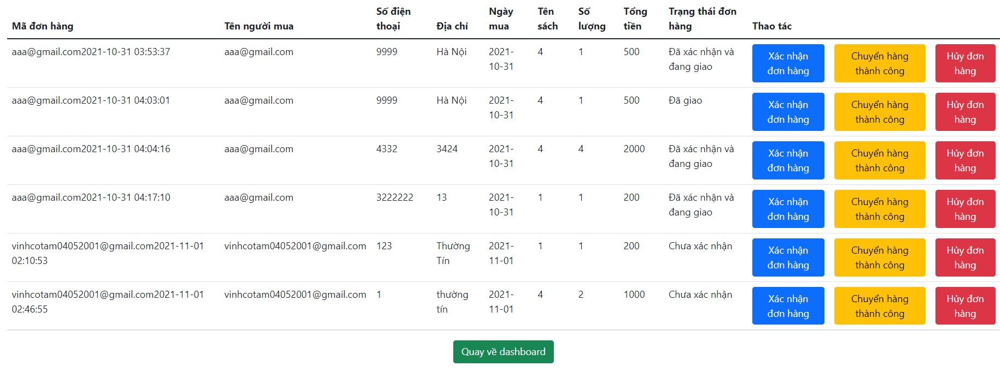 Mã đơn hàng Tên người mua Số điện thoại Địa chỉ Ngày mua Tên sách Số lượng Tổng tiền Trạng thái đơn hàng Thao tác
aaa@gmail.com2021-10-31 03:53:37 aaa@gmail.com 9999 Hà Nội 2021-10-31 4 1 500 Đã xác nhận và đang giao Xác nhận đơn hàng Chuyển hàng thành công Hủy đơn hàng
aaa@gmail.com2021-10-31 04:03:01 aaa@gmail.com 9999 Hà Nội 2021-10-31 4 1 500 Đã giao Xác nhận đơn hàng Chuyển hàng thành công Hủy đơn hàng
aaa@gmail.com2021-10-31 04:04:16 aaa@gmail.com 4332 3424 2021-10-31 4 4 2000 Đã xác nhận và đang giao Xác nhận đơn hàng Chuyển hàng thành công Hủy đơn hàng
aaa@gmail.com2021-10-31 04:17:10 aaa@gmail.com 3222222 13 2021-10-31 1 1 200 Đã xác nhận và đang giao Xác nhận đơn hàng Chuyển hàng thành công Hủy đơn hàng
vinhcotam04052001@gmail.com2021-11-01 02:10:53 vinhcotam04052001@gmail.com 123 Thường Tín 2021-11-01 1 1 200 Chưa xác nhận Xác nhận đơn hàng Chuyển hàng thành công Hủy đơn hàng
vinhcotam04052001@gmail.com2021-11-01 02:46:55 vinhcotam04052001@gmail.com 1 thường tín 2021-11-01 4 2 1000 Chưa xác nhận Xác nhận đơn hàng Chuyển hàng thành công Hủy đơn hàng
Quay về dashboard